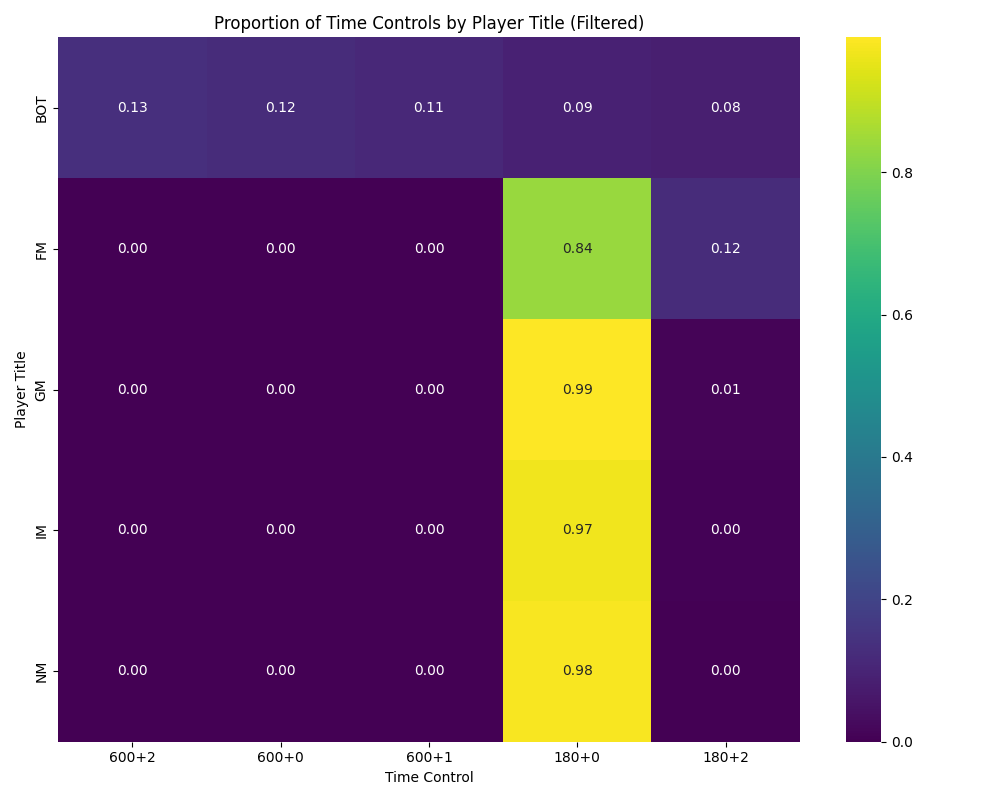 Proportion of Time Controls by Player Title (Filtered)
BOT 0.13 0.12 0.11 0.09 0.08
FM 0.00 0.00 0.00 0.84 0.12
GM 0.00 0.00 0.00 0.99 0.01
IM 0.00 0.00 0.00 0.97 0.00
NM 0.00 0.00 0.00 0.98 0.00
Player Title
600+2 600+0 600+1 180+0 180+2
Time Control
0.8
0.6
0.4
0.2
0.0